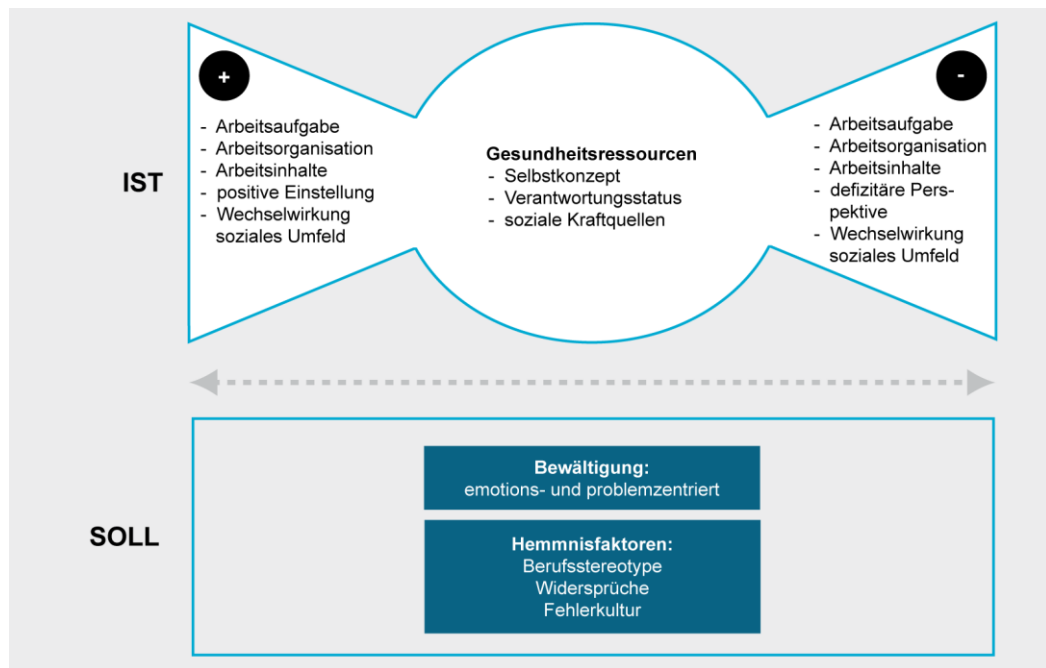 IST
+
- Arbeitsaufgabe
- Arbeitsorganisation
- Arbeitsinhalte
- positive Einstellung
- Wechselwirkung
soziales Umfeld
Gesundheitsressourcen
- Selbstkonzept
- Verantwortungsstatus
- soziale Kraftquellen
-
- Arbeitsaufgabe
- Arbeitsorganisation
- Arbeitsinhalte
- defizitäre Pers-
pektive
- Wechselwirkung
soziales Umfeld
SOLL
Bewältigung:
emotions- und problemzentriert
Hemmnisfaktoren:
Berufsstereotype
Widersprüche
Fehlerkultur